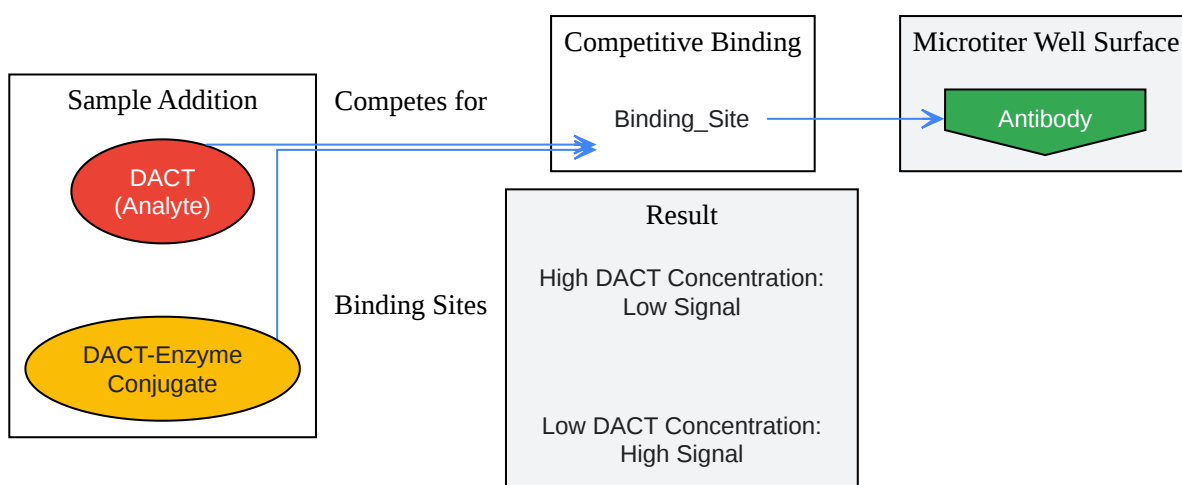 Sample Addition
DACT
(Analyte)
DACT-Enzyme
Conjugate
Competes for
Binding Sites
Competitive Binding
Binding_Site
Microtiter Well Surface
Antibody
Result
High DACT Concentration:
Low Signal
Low DACT Concentration:
High Signal